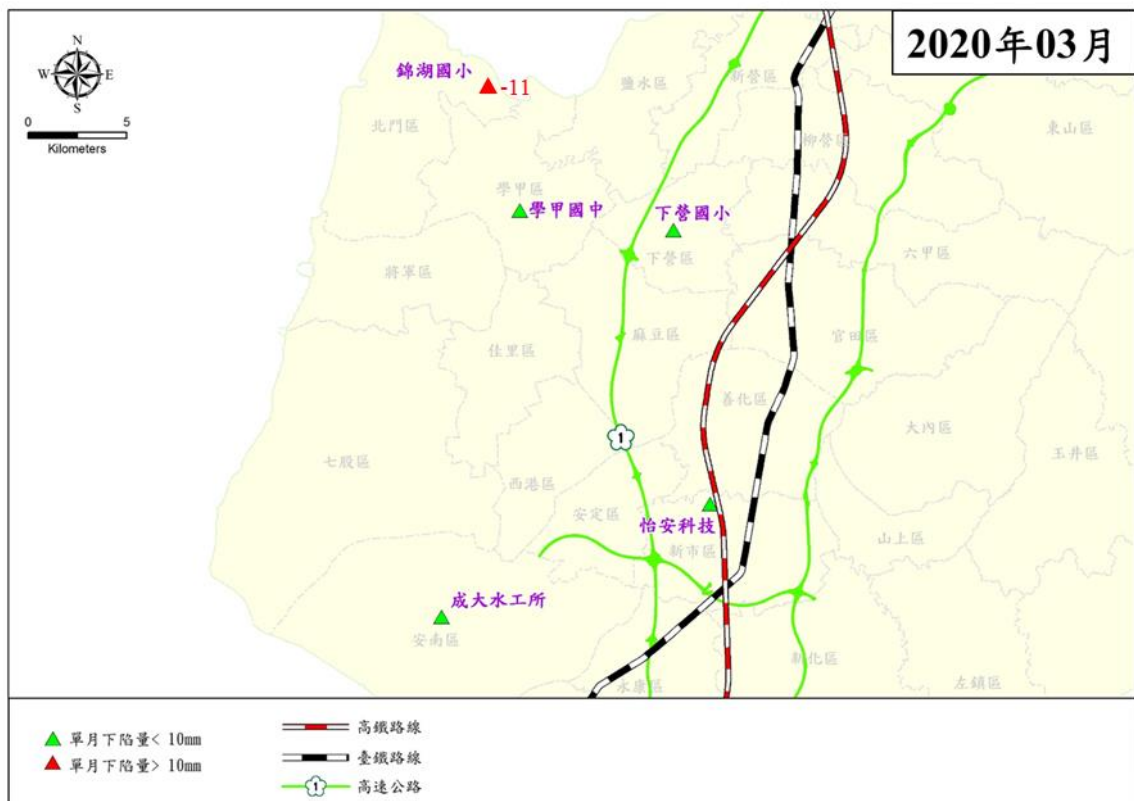 2020年03月
N
W
E
S
0
5
Kilometers
錦湖國小
-11
北門區
鹽水區
新營區
柳營區
東山區
學甲區
學甲國中
下營國小
下營區
六甲區
將軍區
麻豆區
官田區
佳里區
善化區
大內區
玉井區
1
七股區
西港區
安定區
怡安科技
新市區
山上區
成大水工所
安南區
新化區
永康區
左鎮區
單月下陷量< 10mm
單月下陷量> 10mm
高鐵路線
臺鐵路線
1
高速公路